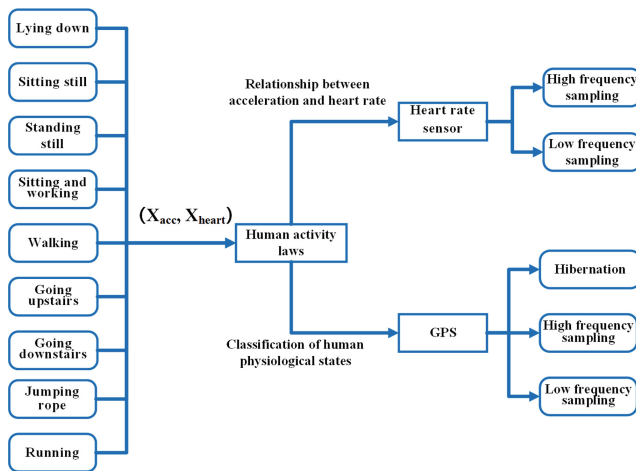 Lying down
Sitting still
Standing
still
Sitting and
working
Walking
Going
upstairs
Going
downstairs
Jumping
rope
Running
(Xacc, Xheart)
Human activity
laws
Relationship between
acceleration and heart rate
Heart rate
sensor
High frequency
sampling
Low frequency
sampling
Classification of human
physiological states
GPS
Hibernation
High frequency
sampling
Low frequency
sampling